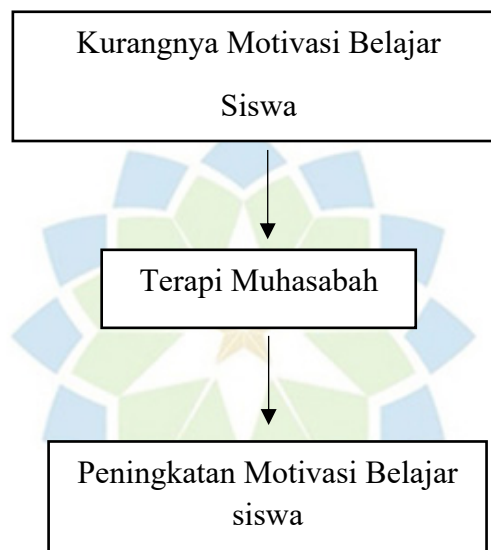 Kurangnya Motivasi Belajar
Siswa
Terapi Muhasabah
Peningkatan Motivasi Belajar
siswa